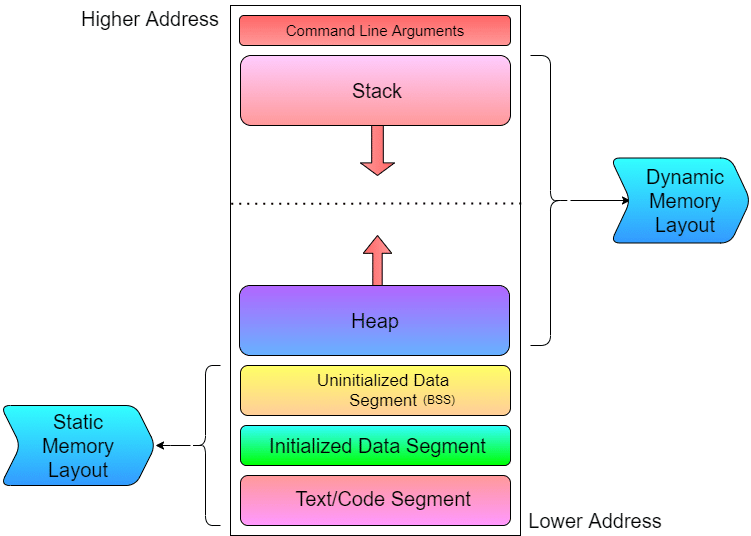 Higher Address
Command Line Arguments
Stack
Dynamic
Memory
Layout
Heap
Uninitialized Data
Segment (BSS)
Static
Memory
Layout
Initialized Data Segment
Text/Code Segment
Lower Address